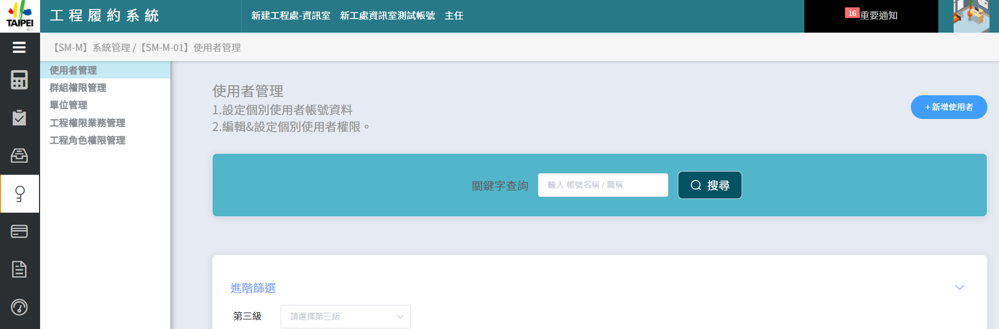 TAIPEI
臺北
工程履約系統
新建工程處-資訊室 新工處資訊室測試帳號 主任
16 重要通知
【SM-M】系統管理 /【SM-M-01】使用者管理
使用者管理
群組權限管理
單位管理
工程權限業務管理
工程角色權限管理
使用者管理
1.設定個別使用者帳號資料
2.編輯&設定個別使用者權限。
+ 新增使用者
關鍵字查詢 輸入 帳號名稱 / 職稱 搜尋
進階篩選
第三級 請選擇第三級